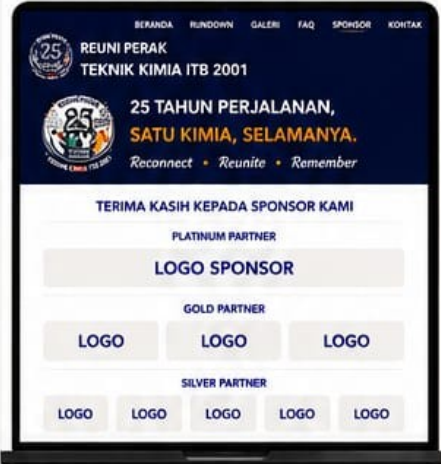 BERANDA RUNDOWN GALERI FAQ SPONSOR KONTAK
25
REUNI PERAK
TEKNIK KIMIA ITB 2001
25
25 TAHUN PERJALANAN,
SATU KIMIA, SELAMANYA.
Reconnect • Reunite • Remember
TERIMA KASIH KEPADA SPONSOR KAMI
PLATINUM PARTNER
LOGO SPONSOR
GOLD PARTNER
LOGO LOGO LOGO
SILVER PARTNER
LOGO LOGO LOGO LOGO LOGO